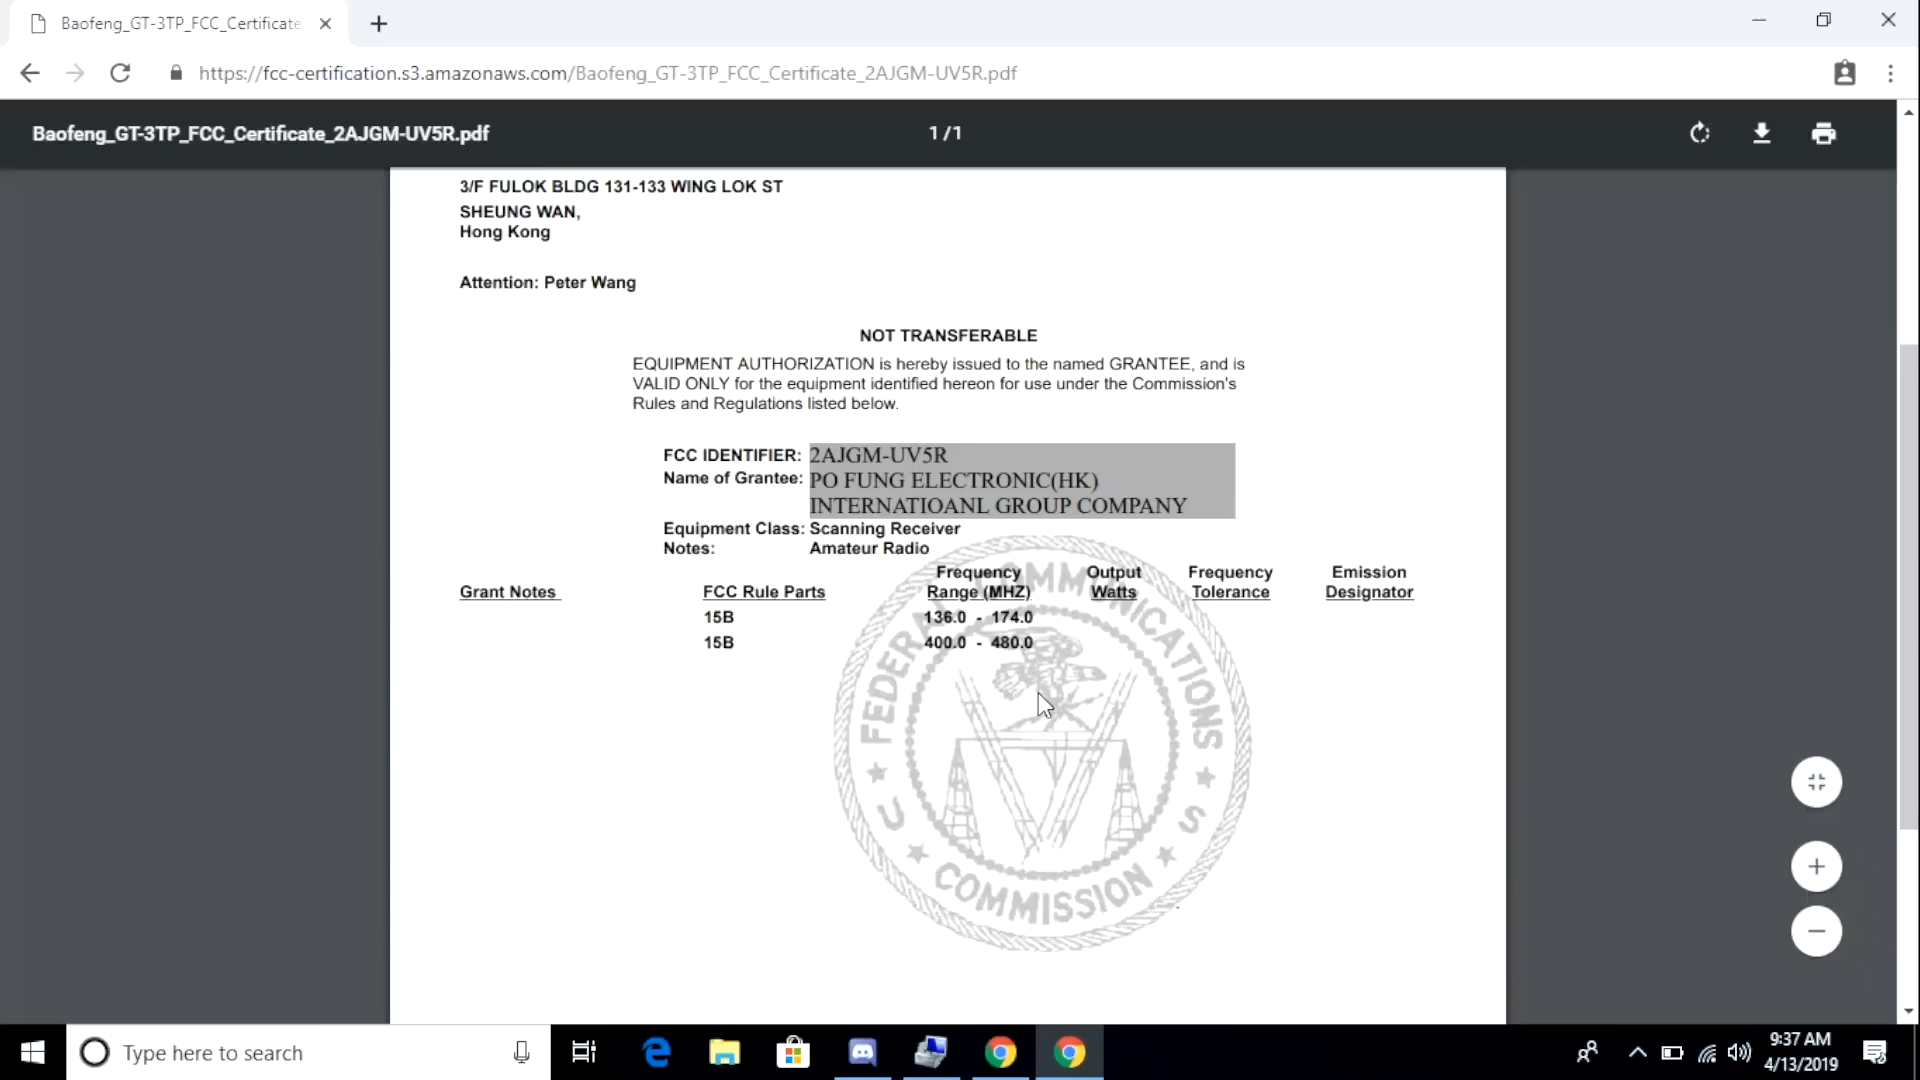 Baofeng_GT-3TP_FCC_Certificate
https://fcc-certification.s3.amazonaws.com/Baofeng_GT-3TP_FCC_Certificate_2AJGM-UV5R.pdf
Baofeng_GT-3TP_FCC_Certificate_2AJGM-UV5R.pdf
1 / 1
3/F FULOK BLDG 131-133 WING LOK ST
SHEUNG WAN,
Hong Kong
Attention: Peter Wang
NOT TRANSFERABLE
EQUIPMENT AUTHORIZATION is hereby issued to the named GRANTEE, and is
VALID ONLY for the equipment identified hereon for use under the Commission's
Rules and Regulations listed below.
FCC IDENTIFIER: 2AJGM-UV5R
Name of Grantee: PO FUNG ELECTRONIC(HK)
INTERNATIOANL GROUP COMPANY
Equipment Class: Scanning Receiver
Notes: Amateur Radio
Grant Notes FCC Rule Parts Frequency Range (MHZ) Output Watts Frequency Tolerance Emission Designator
15B 136.0 - 174.0
15B 400.0 - 480.0
FEDERAL COMMUNICATIONS COMMISSION
U S
Type here to search
9:37 AM
4/13/2019